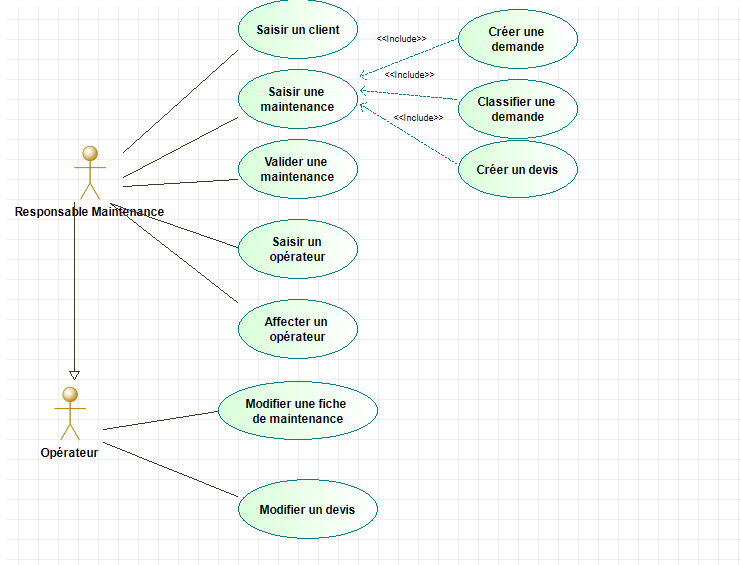 Saisir un client
<<Include>>
Créer une
demande
Saisir une
maintenance
<<Include>>
Classifier une
demande
<<Include>>
Valider une
maintenance
Créer un devis
Responsable Maintenance
Saisir un
opérateur
Affecter un
opérateur
Modifier une fiche
de maintenance
Opérateur
Modifier un devis